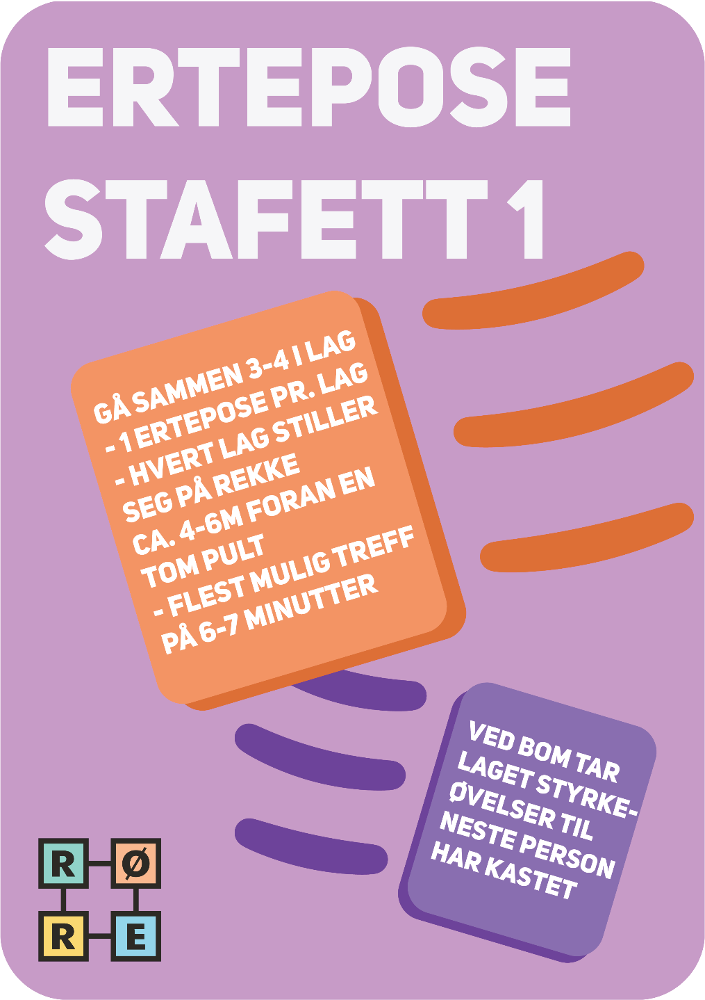 ERTEPOSE
STAFETT 1
GÅ SAMMEN 3-4 I LAG
- 1 ERTEPOSE PR. LAG
- HVERT LAG STILLER
SEG PÅ REKKE
CA. 4-6M FORAN EN
TOM PULT
- FLEST MULIG TREFF
PÅ 6-7 MINUTTER
VED BOM TAR
LAGET STYRKE-
ØVELSER TIL
NESTE PERSON
HAR KASTET
R Ø
R E